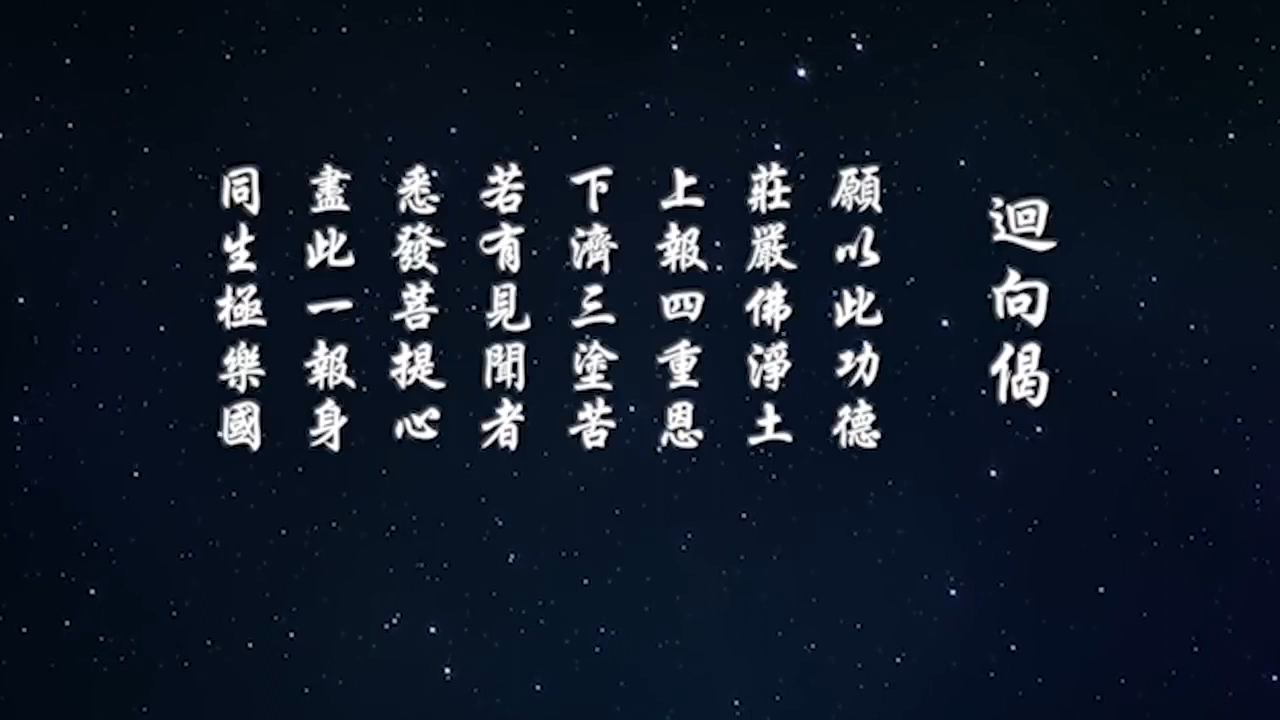 迴向偈
願以此功德
莊嚴佛淨土
上報四重恩
下濟三塗苦
若有見聞者
悉發菩提心
盡此一報身
同生極樂國